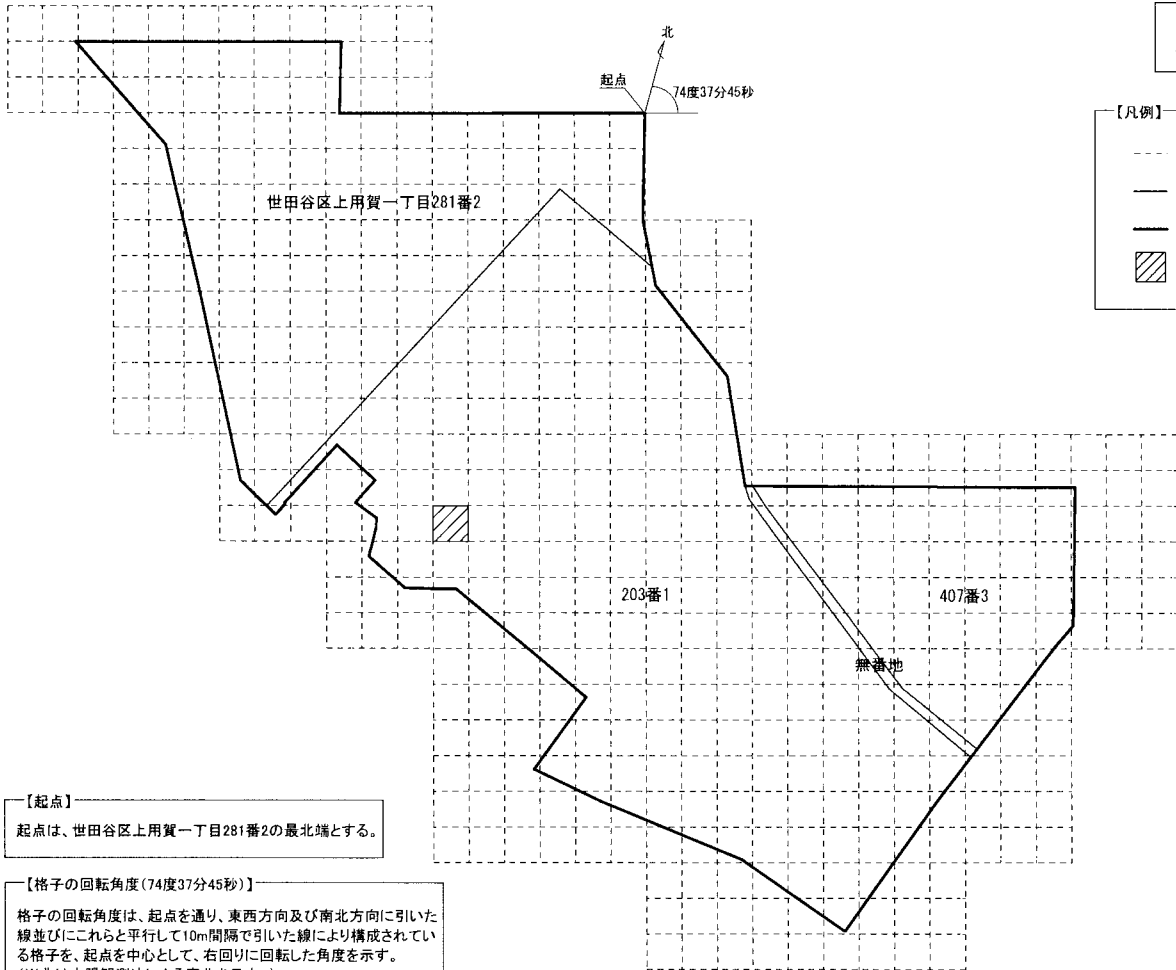 北
起点
74度37分45秒
【凡例】
世田谷区上用賀一丁目281番2
203番1
407番3
無番地
【起点】
起点は、世田谷区上用賀一丁目281番2の最北端とする。
【格子の回転角度(74度37分45秒)】
格子の回転角度は、起点を通り、東西方向及び南北方向に引いた
線並びにこれらと平行して10m間隔で引いた線により構成されてい
る格子を、起点を中心として、右回りに回転した角度を示す。